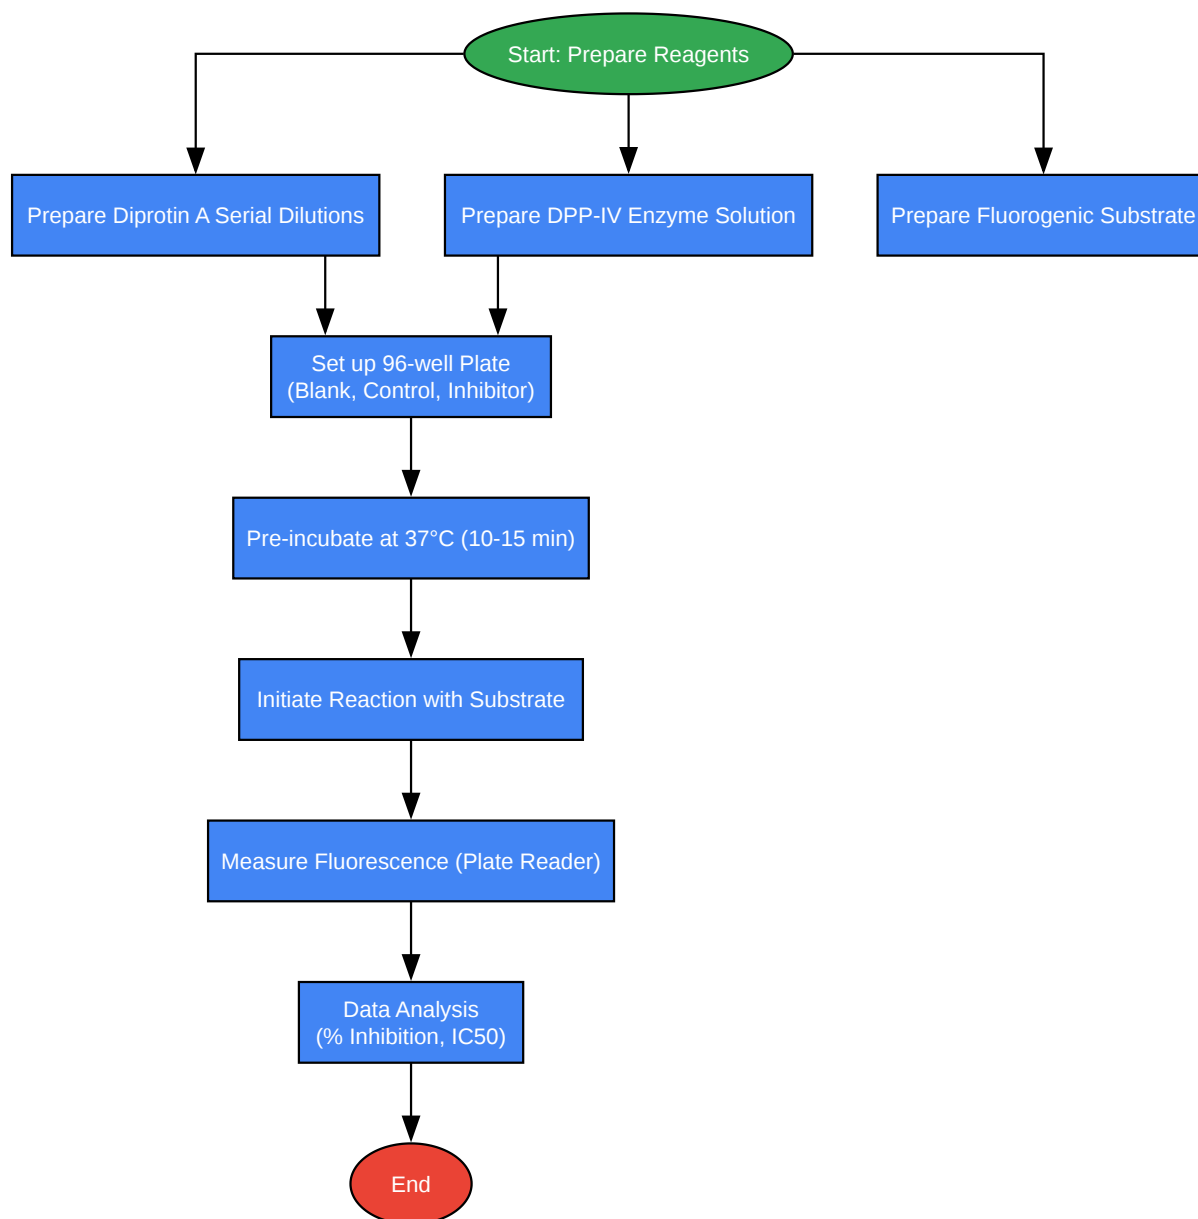 Start: Prepare Reagents
Prepare Diprotin A Serial Dilutions
Prepare DPP-IV Enzyme Solution
Prepare Fluorogenic Substrate
Set up 96-well Plate
(Blank, Control, Inhibitor)
Pre-incubate at 37°C (10-15 min)
Initiate Reaction with Substrate
Measure Fluorescence (Plate Reader)
Data Analysis
(% Inhibition, IC50)
End